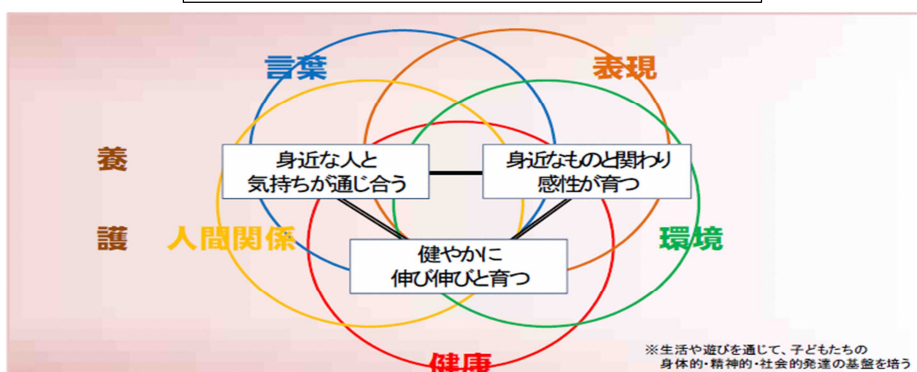 言葉
表現
養
身近な人と
気持ちが通じ合う
身近なものと関わり
感性が育つ
護
人間関係
環境
健やかに
伸び伸びと育つ
健康
※生活や遊びを通じて、子どもたちの
身体的・精神的・社会的発達の基盤を培う